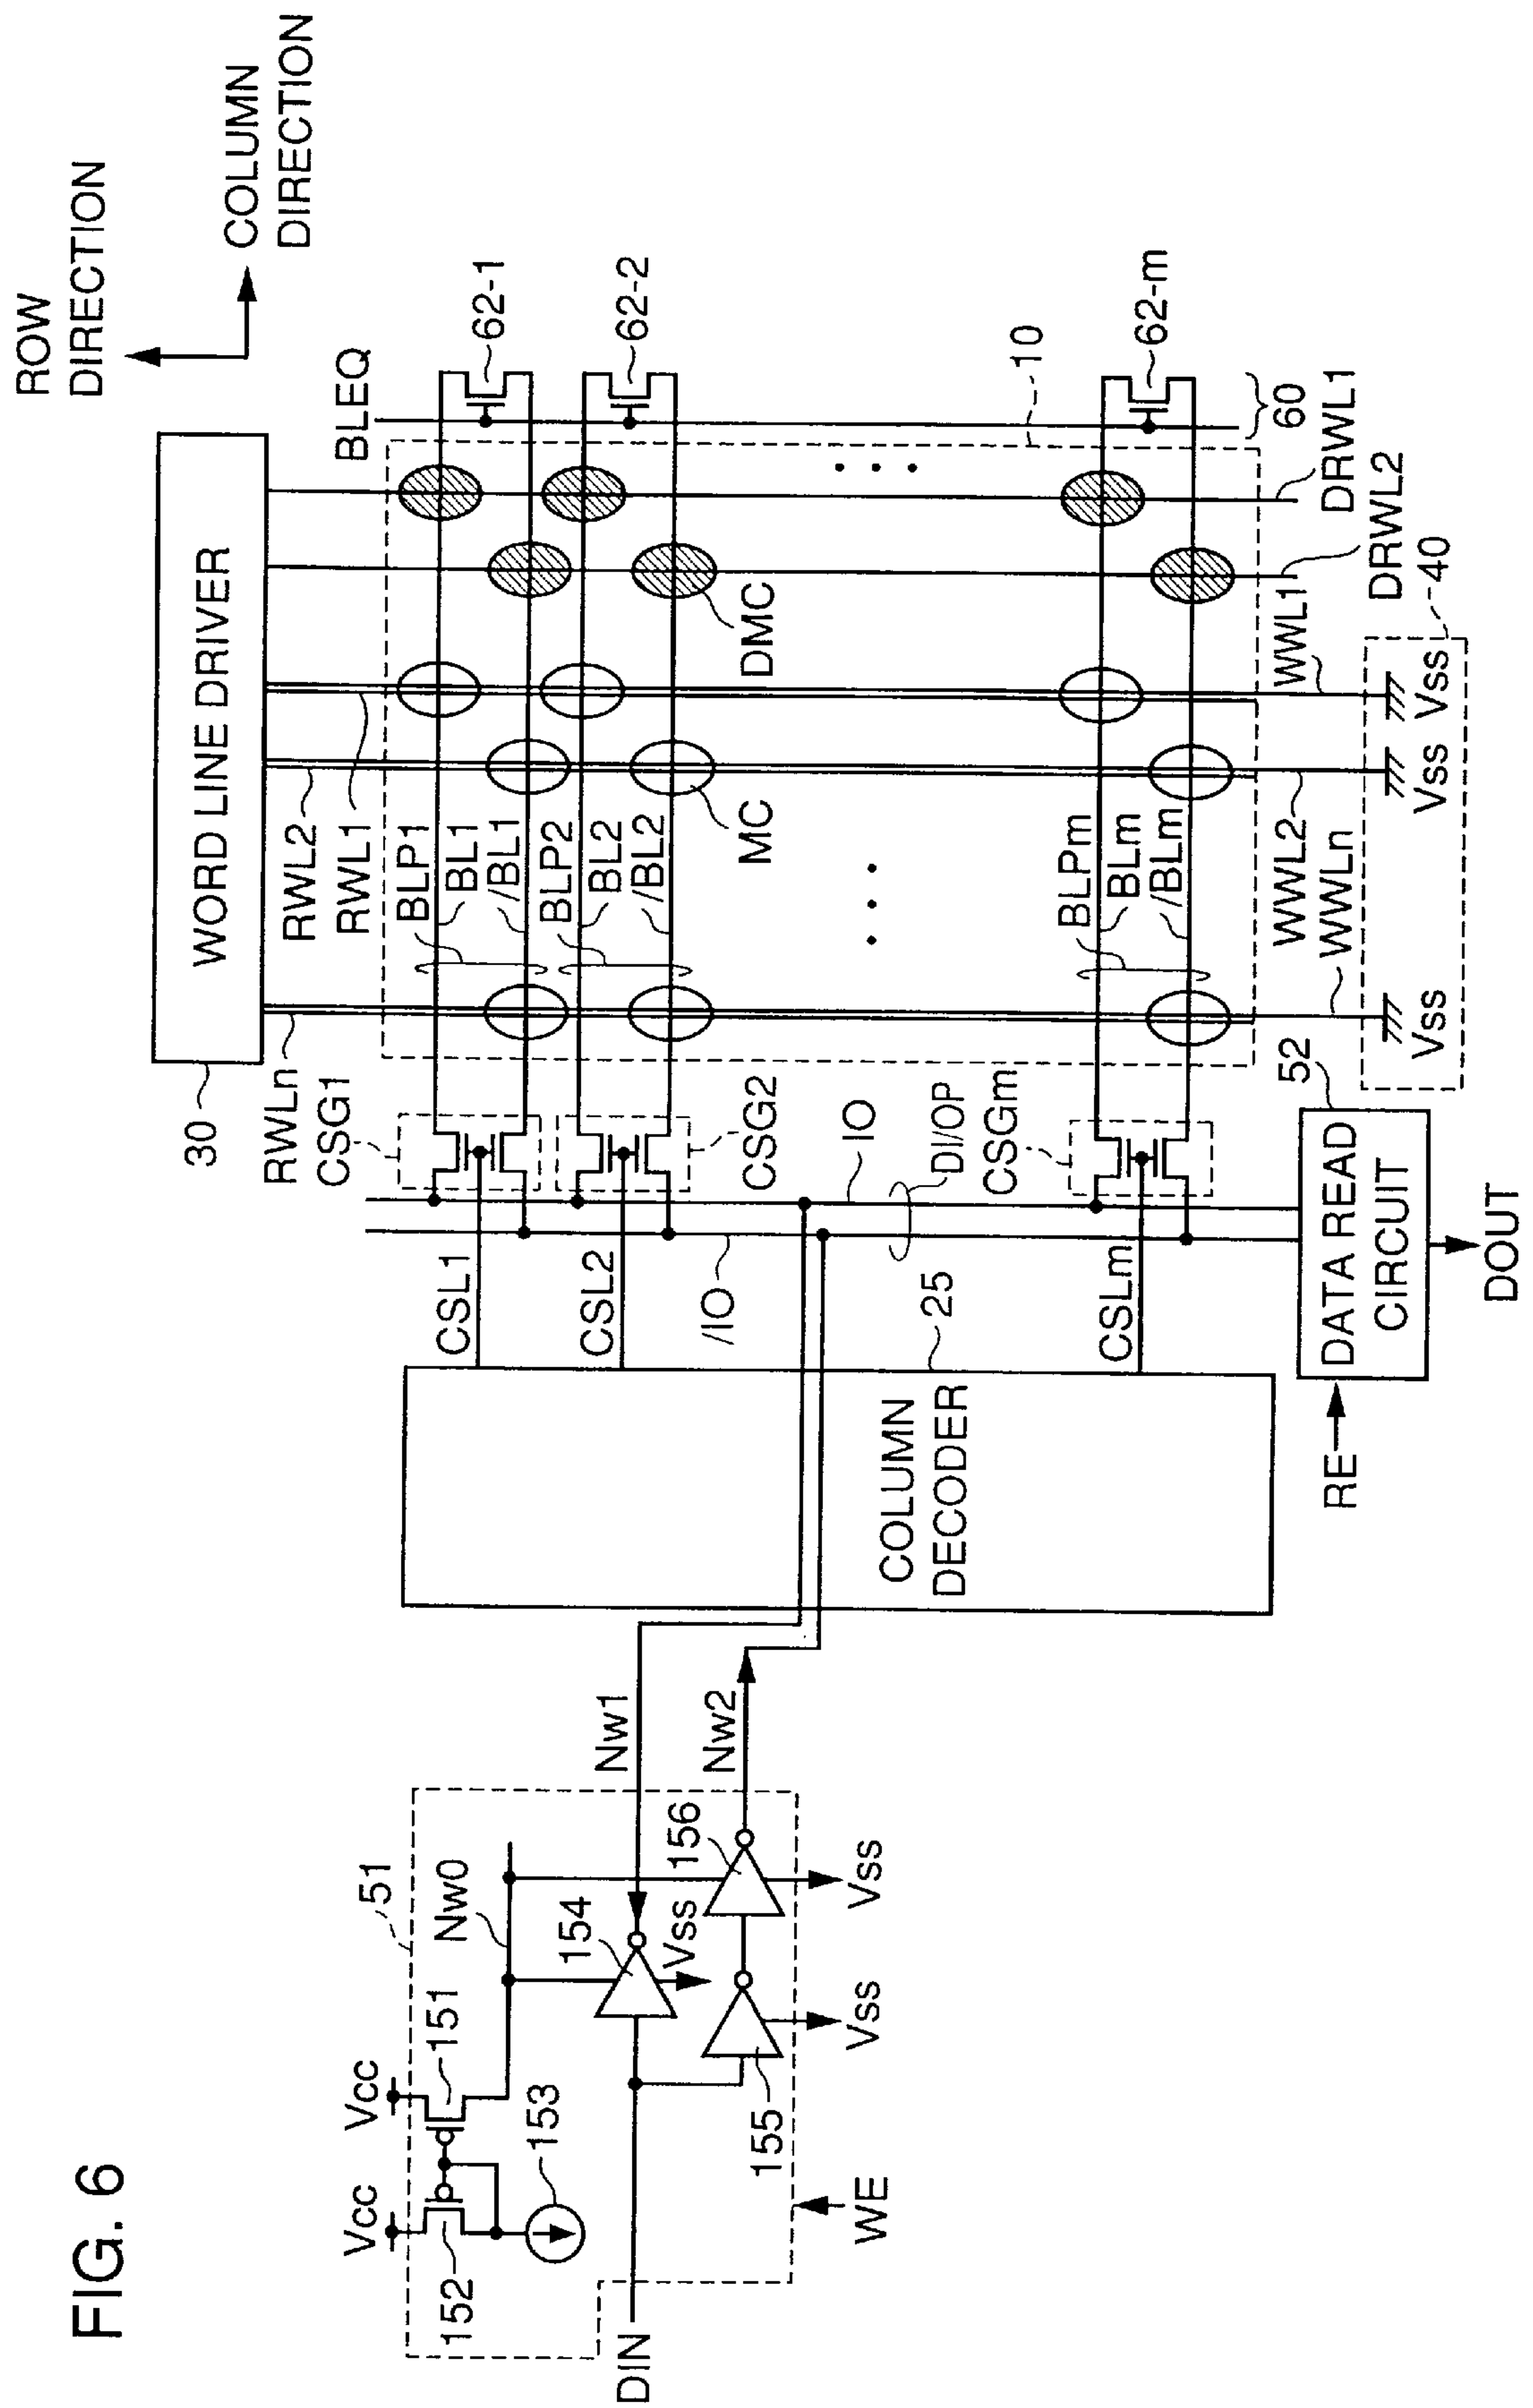 FIG. 6
ROW
DIRECTION
COLUMN
DIRECTION
WORD LINE DRIVER
30
RWLn
RWL2
RWL1
BLEQ
62-1
62-2
62-m
10
60
DRWL1
DRWL2
40
WWL1
WWL2
WWLn
Vss
Vss
Vss
DMC
MC
BLP1
BL1
/BL1
BLP2
BL2
/BL2
BLPm
BLm
/BLm
CSG1
CSG2
CSGm
IO
/IO
DI/OP
CSL1
CSL2
CSLm
25
COLUMN
DECODER
52
DATA READ
CIRCUIT
RE
DOUT
Nw1
Nw2
51
Nw0
Vcc
Vcc
151
152
153
154
155
156
Vss
Vss
Vss
DIN
WE